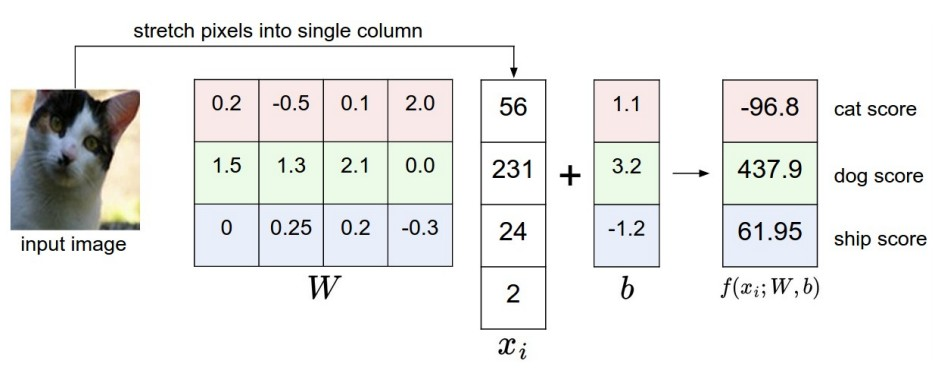 stretch pixels into single column
0.2 -0.5 0.1 2.0 56 1.1 -96.8 cat score
1.5 1.3 2.1 0.0 231 + 3.2 → 437.9 dog score
0 0.25 0.2 -0.3 24 -1.2 61.95 ship score
input image
2
W b f(x_i; W, b)
x_i